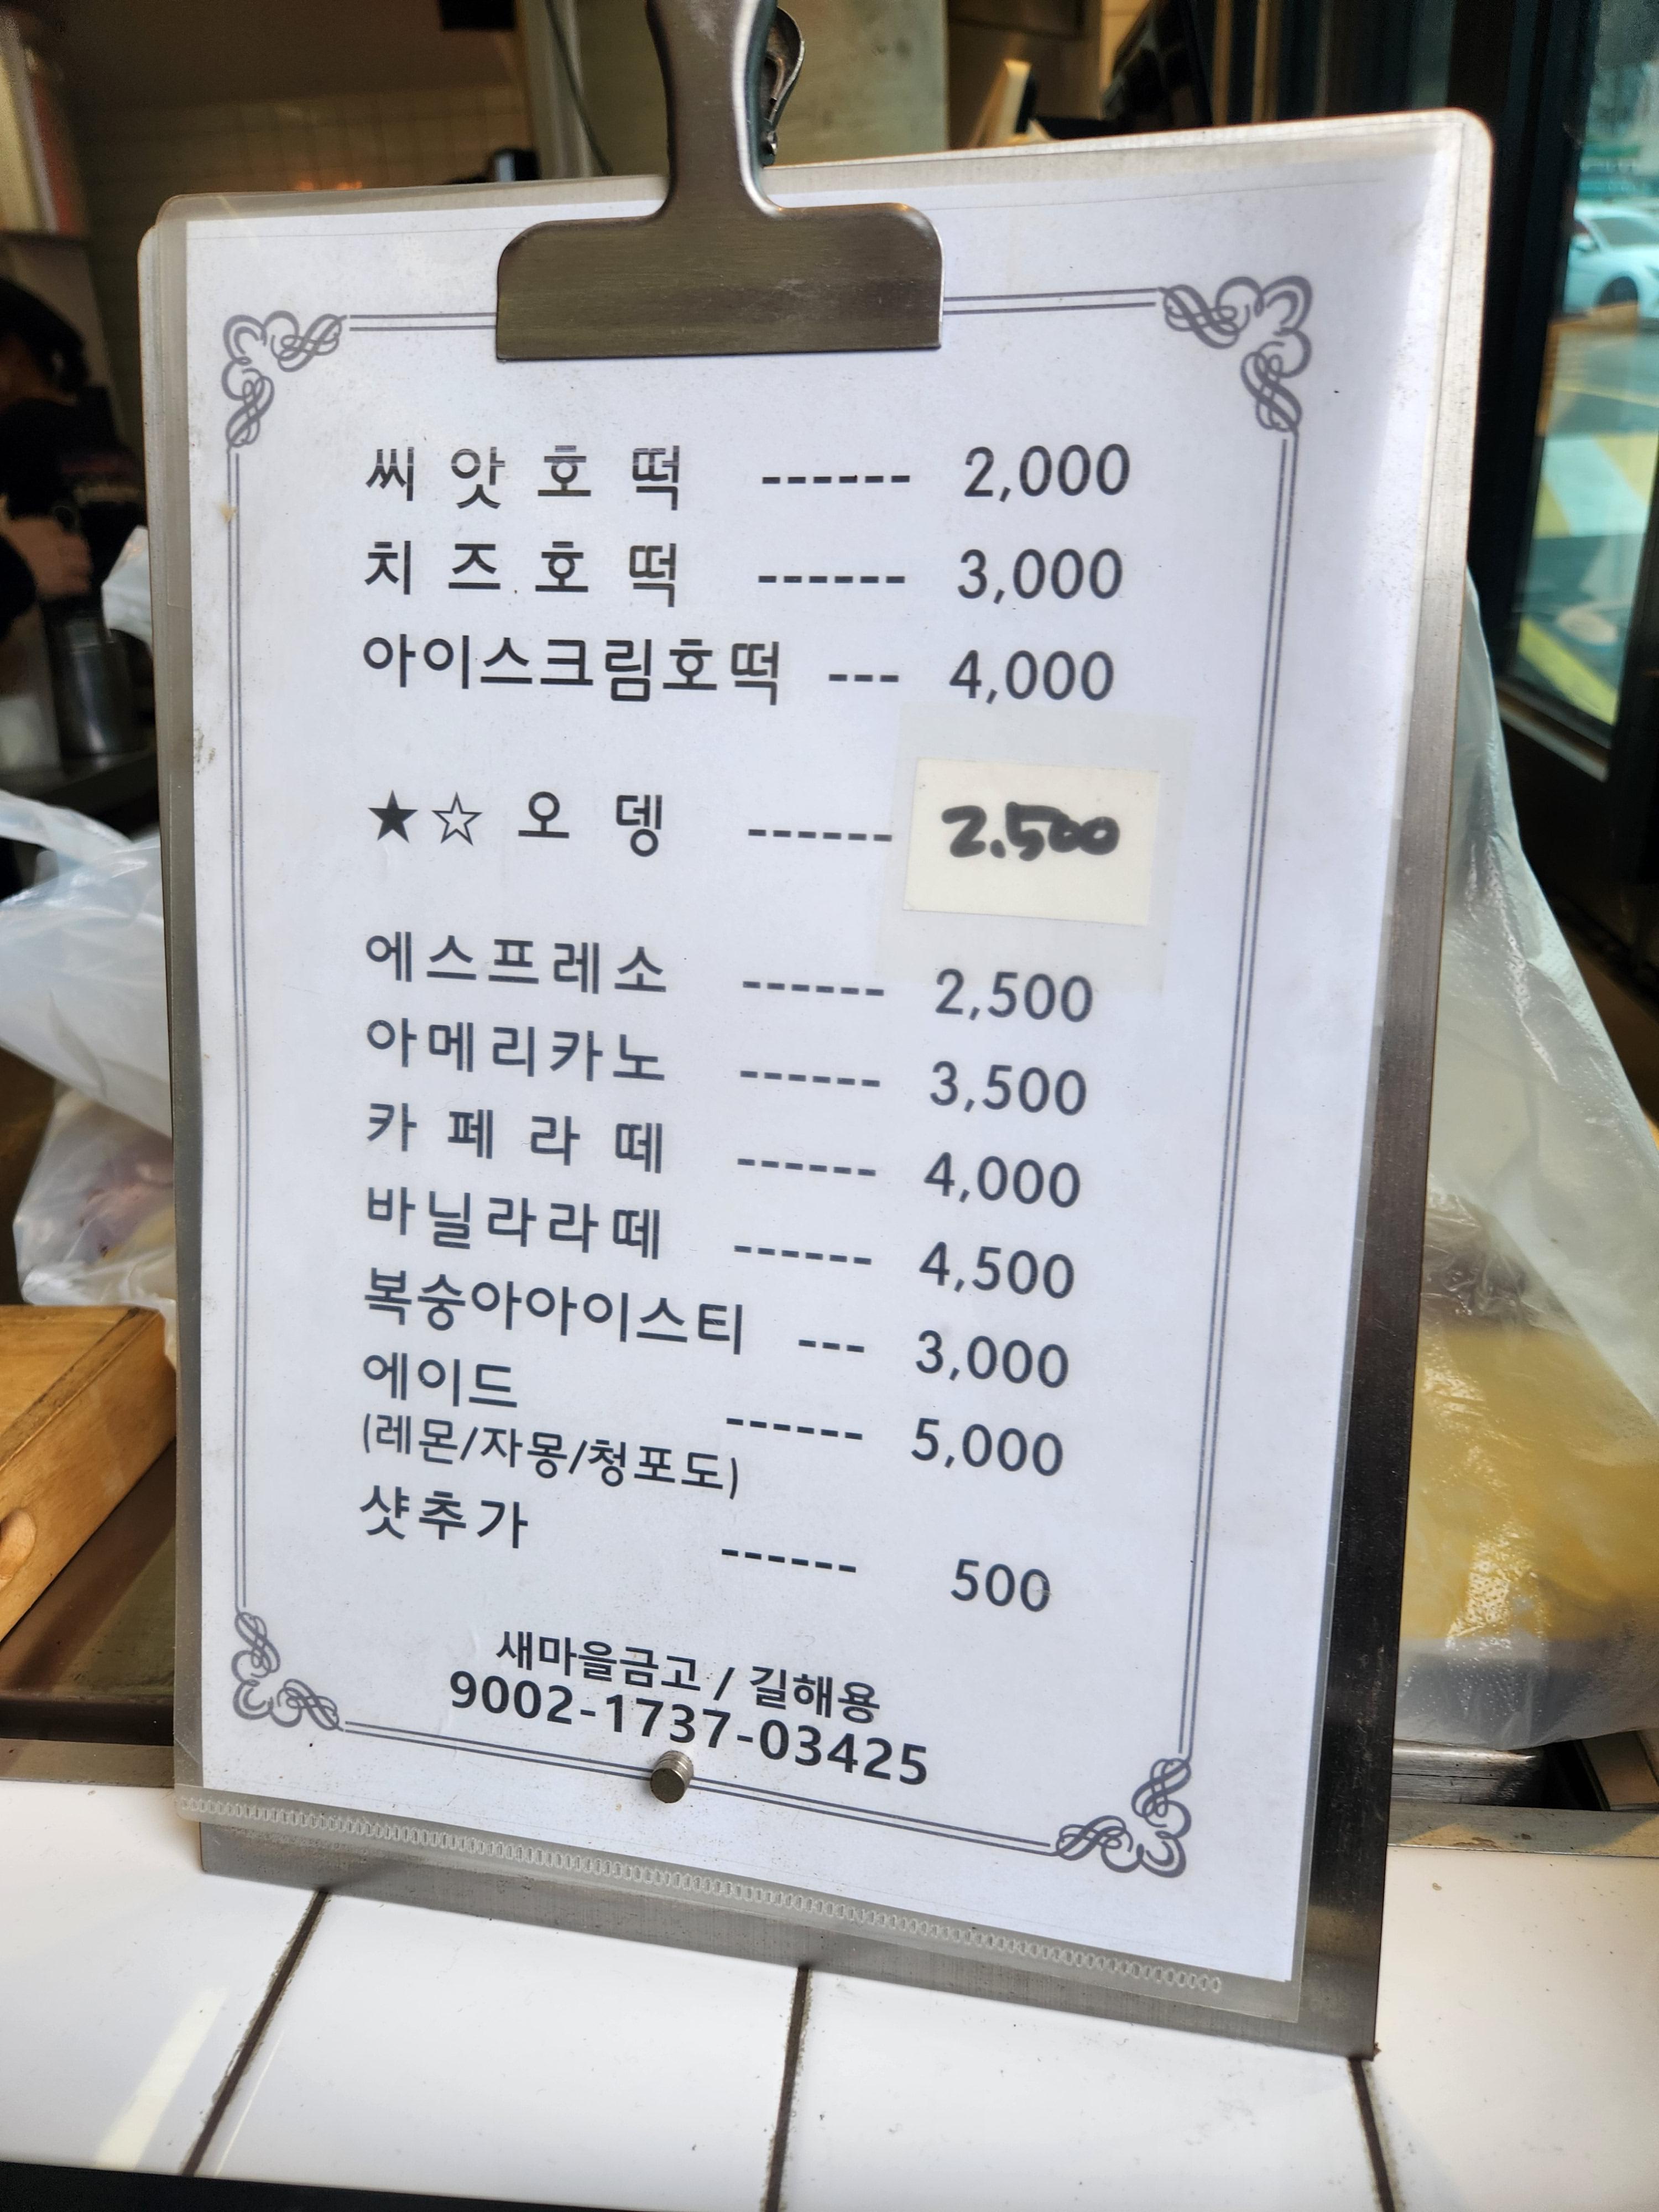 씨 앗 호 떡 ------ 2,000
치 즈 호 떡 ------ 3,000
아이스크림호떡 --- 4,000
★☆ 오 뎅 ------ 2.500
에스프레소 ------ 2,500
아메리카노 ------ 3,500
카 페 라 떼 ------ 4,000
바닐라라떼 ------ 4,500
복숭아아이스티 --- 3,000
에이드 ------ 5,000
(레몬/자몽/청포도)
샷추가 ------ 500
새마을금고 / 길해용
9002-1737-03425